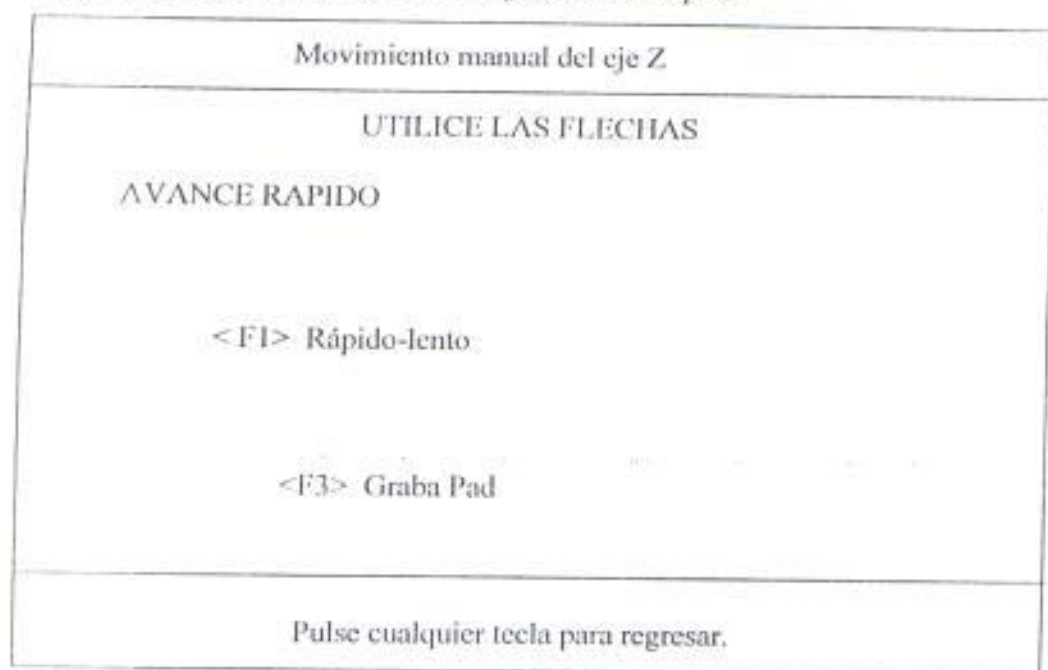 Movimiento manual del eje Z
UTILICE LAS FLECHAS
AVANCE RAPIDO
<F1> Rápido-lento
<F3> Graba Pad
Pulse cualquier tecla para regresar.